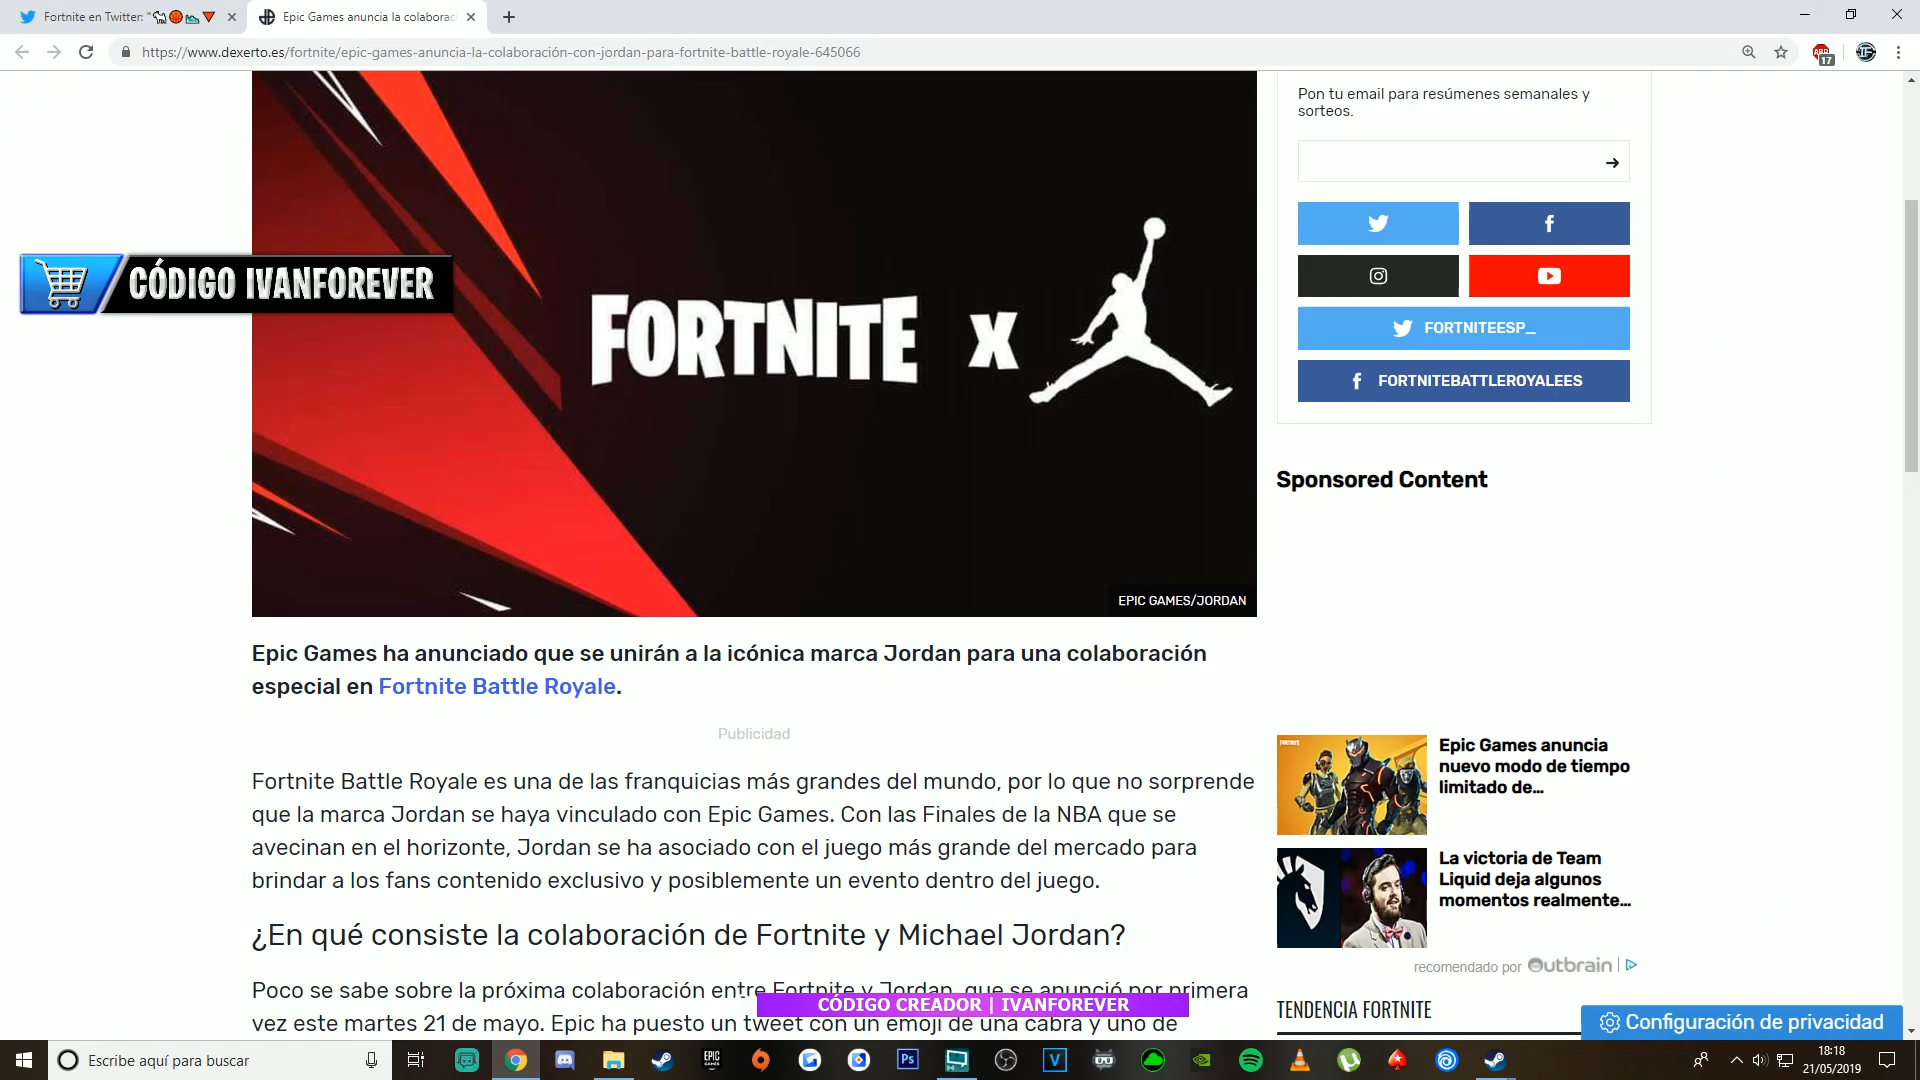 Fortnite en Twitter: "
Epic Games anuncia la colaborac
https://www.dexerto.es/fortnite/epic-games-anuncia-la-colaboración-con-jordan-para-fortnite-battle-royale-645066
17
Pon tu email para resúmenes semanales y
sorteos.
FORTNITEESP_
FORTNITEBATTLEROYALEES
CÓDIGO IVANFOREVER
FORTNITE X
EPIC GAMES/JORDAN
Sponsored Content
Epic Games ha anunciado que se unirán a la icónica marca Jordan para una colaboración
especial en Fortnite Battle Royale.
Publicidad
Fortnite Battle Royale es una de las franquicias más grandes del mundo, por lo que no sorprende
que la marca Jordan se haya vinculado con Epic Games. Con las Finales de la NBA que se
avecinan en el horizonte, Jordan se ha asociado con el juego más grande del mercado para
brindar a los fans contenido exclusivo y posiblemente un evento dentro del juego.
¿En qué consiste la colaboración de Fortnite y Michael Jordan?
Poco se sabe sobre la próxima colaboración entre Fortnite y Jordan, que se anunció por primera
vez este martes 21 de mayo. Epic ha puesto un tweet con un emoji de una cabra y uno de
CÓDIGO CREADOR | IVANFOREVER
FORTNITE
Epic Games anuncia
nuevo modo de tiempo
limitado de...
La victoria de Team
Liquid deja algunos
momentos realmente...
recomendado por Outbrain
TENDENCIA FORTNITE
Configuración de privacidad
Escribe aquí para buscar
EPIC GAMES
Ps
V
18:18
21/05/2019